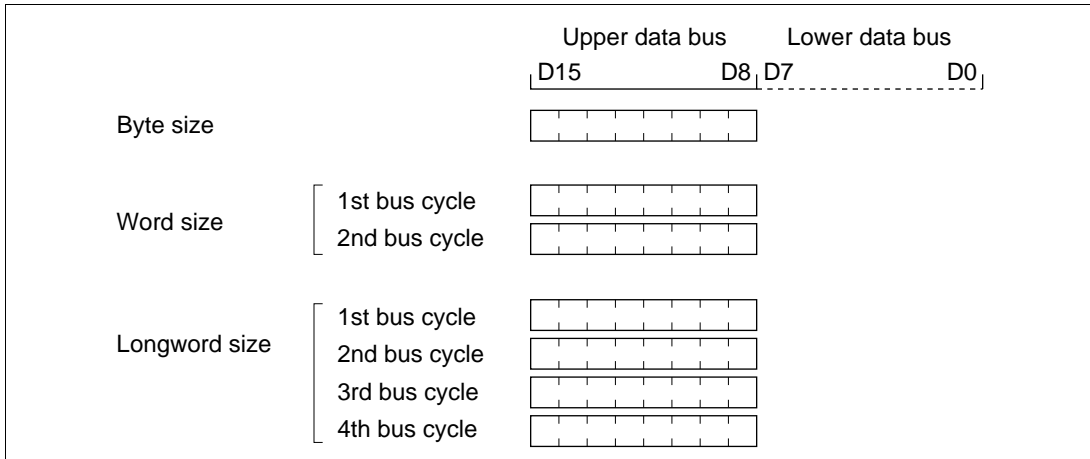 Upper data bus Lower data bus
D15 D8 D7 D0
Byte size
Word size
1st bus cycle
2nd bus cycle
Longword size
1st bus cycle
2nd bus cycle
3rd bus cycle
4th bus cycle